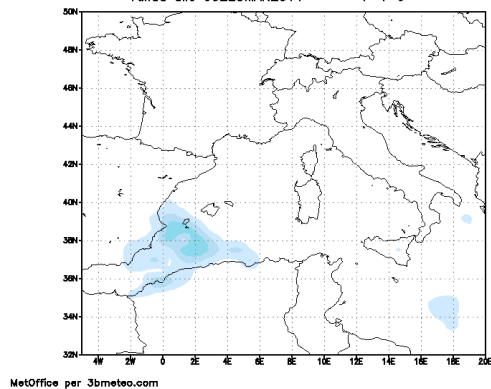 50N
48N
46N
44N
42N
40N
38N
36N
34N
32N
4W 2W 0 2E 4E 6E 8E 10E 12E 14E 16E 18E 20E
MetOffice per 3bmeteo.com